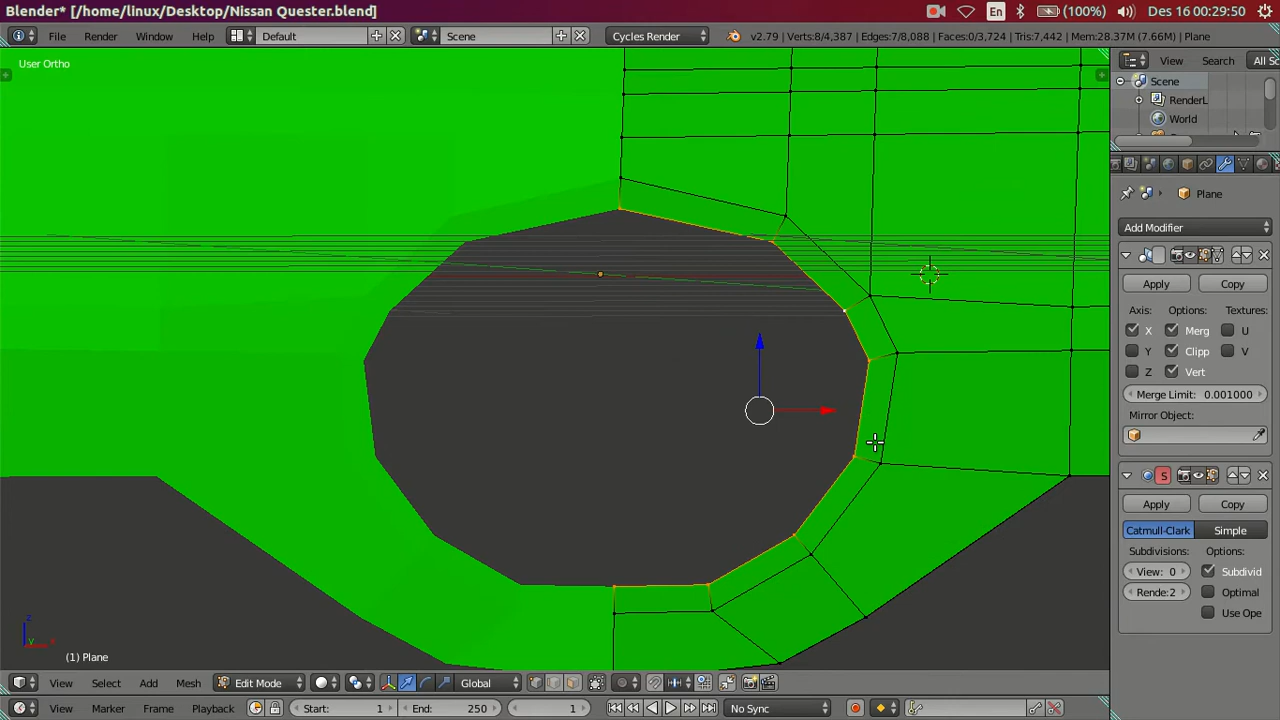 Blender* [/home/linux/Desktop/Nissan Quester.blend]
En
(100%)
Des 16 00:29:50
File Render Window Help
Default
Scene
Cycles Render
v2.79 | Verts:8/4,387 | Edges:7/8,088 | Faces:0/3,724 | Tris:7,442 | Mem:28.37M (7.66M) | Plane
User Ortho
View Search All Sc
Scene
RenderL
World
Plane
Add Modifier
Apply Copy
Axis: Options: Textures:
X Merg U
Y Clipp V
Z Vert
Merge Limit: 0.001000
Mirror Object:
S
Apply Copy
Catmull-Clark Simple
Subdivisions: Options:
View: 0 Subdivid
Rende:2 Optimal
Use Ope
z
y x
(1) Plane
View Select Add Mesh Edit Mode Global
View Marker Frame Playback Start: 1 End: 250 1 No Sync